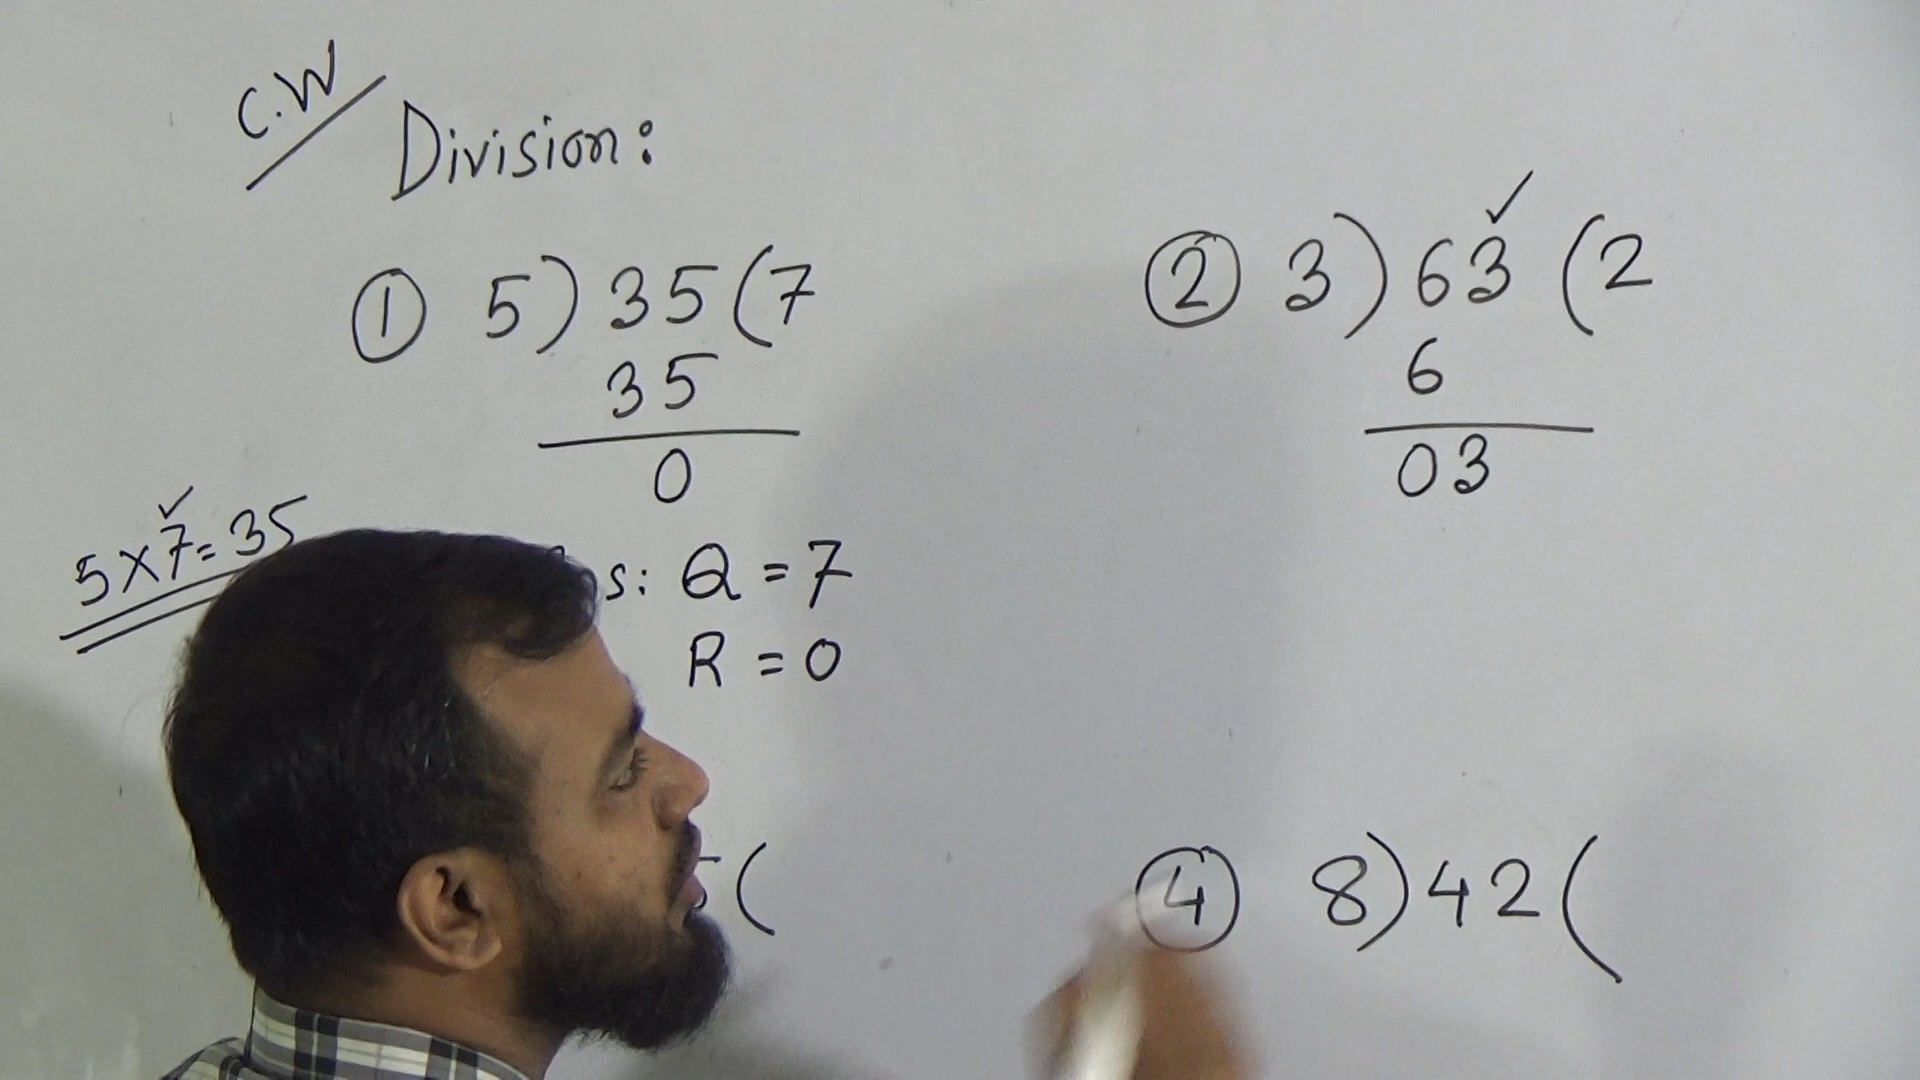 C.W
Division:
① 5)35(7
35
0
5x7=35
s: Q = 7
R = 0
② 3)63(2
6
03
5(
④ 8)42(